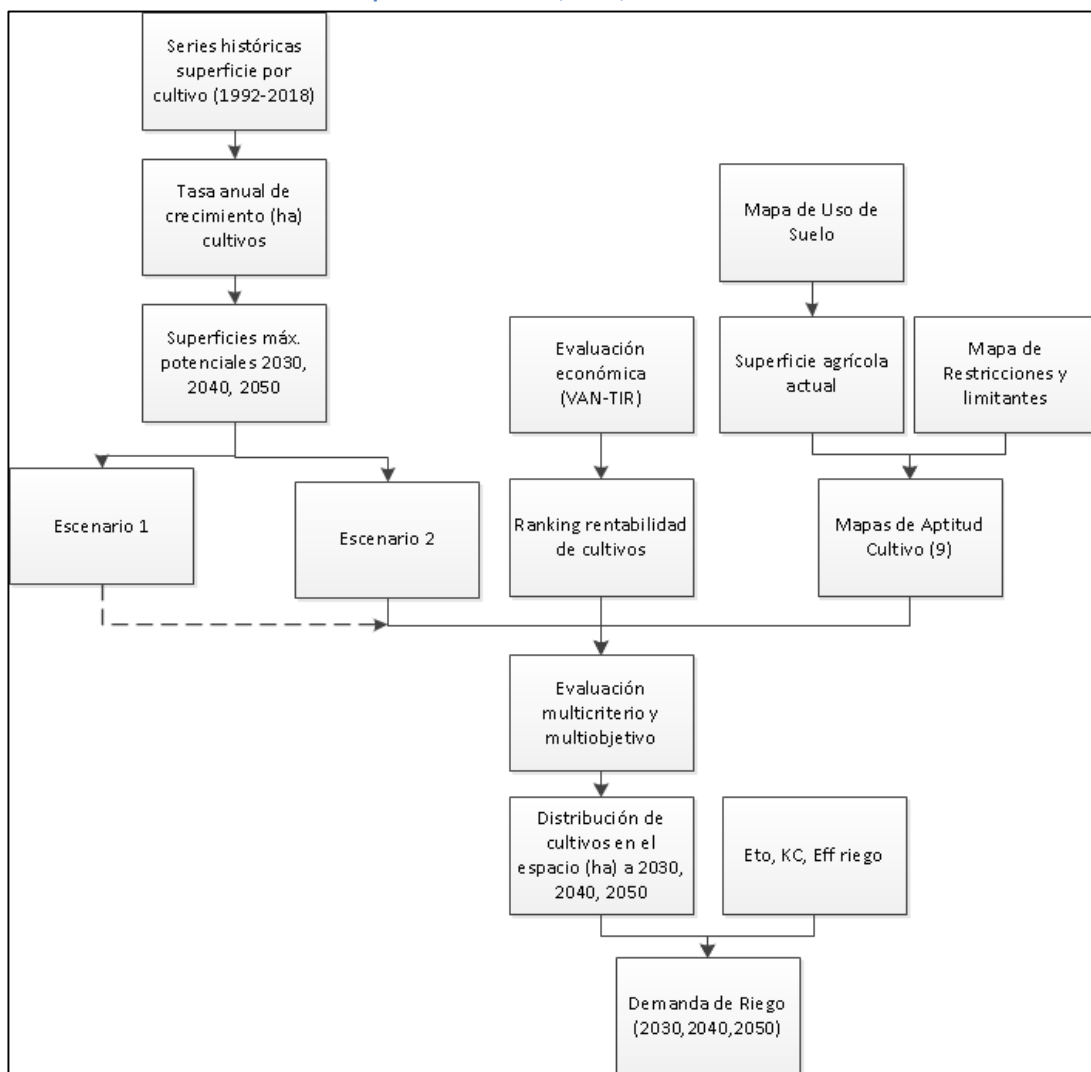 Series históricas
superficie por
cultivo (1992-2018)
Tasa anual de
crecimiento (ha)
cultivos
Mapa de Uso de
Suelo
Superficies máx.
potenciales 2030,
2040, 2050
Evaluación
económica
(VAN-TIR)
Superficie agrícola
actual
Mapa de
Restricciones y
limitantes
Escenario 1
Escenario 2
Ranking rentabilidad
de cultivos
Mapas de Aptitud
Cultivo (9)
Evaluación
multicriterio y
multiobjetivo
Distribución de
cultivos en el
espacio (ha) a 2030,
2040, 2050
Eto, KC, Eff riego
Demanda de Riego
(2030,2040,2050)